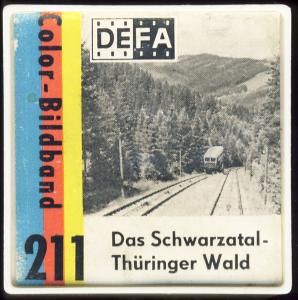 DEFA
Color-Bildband
211
Das Schwarzatal-
Thüringer Wald